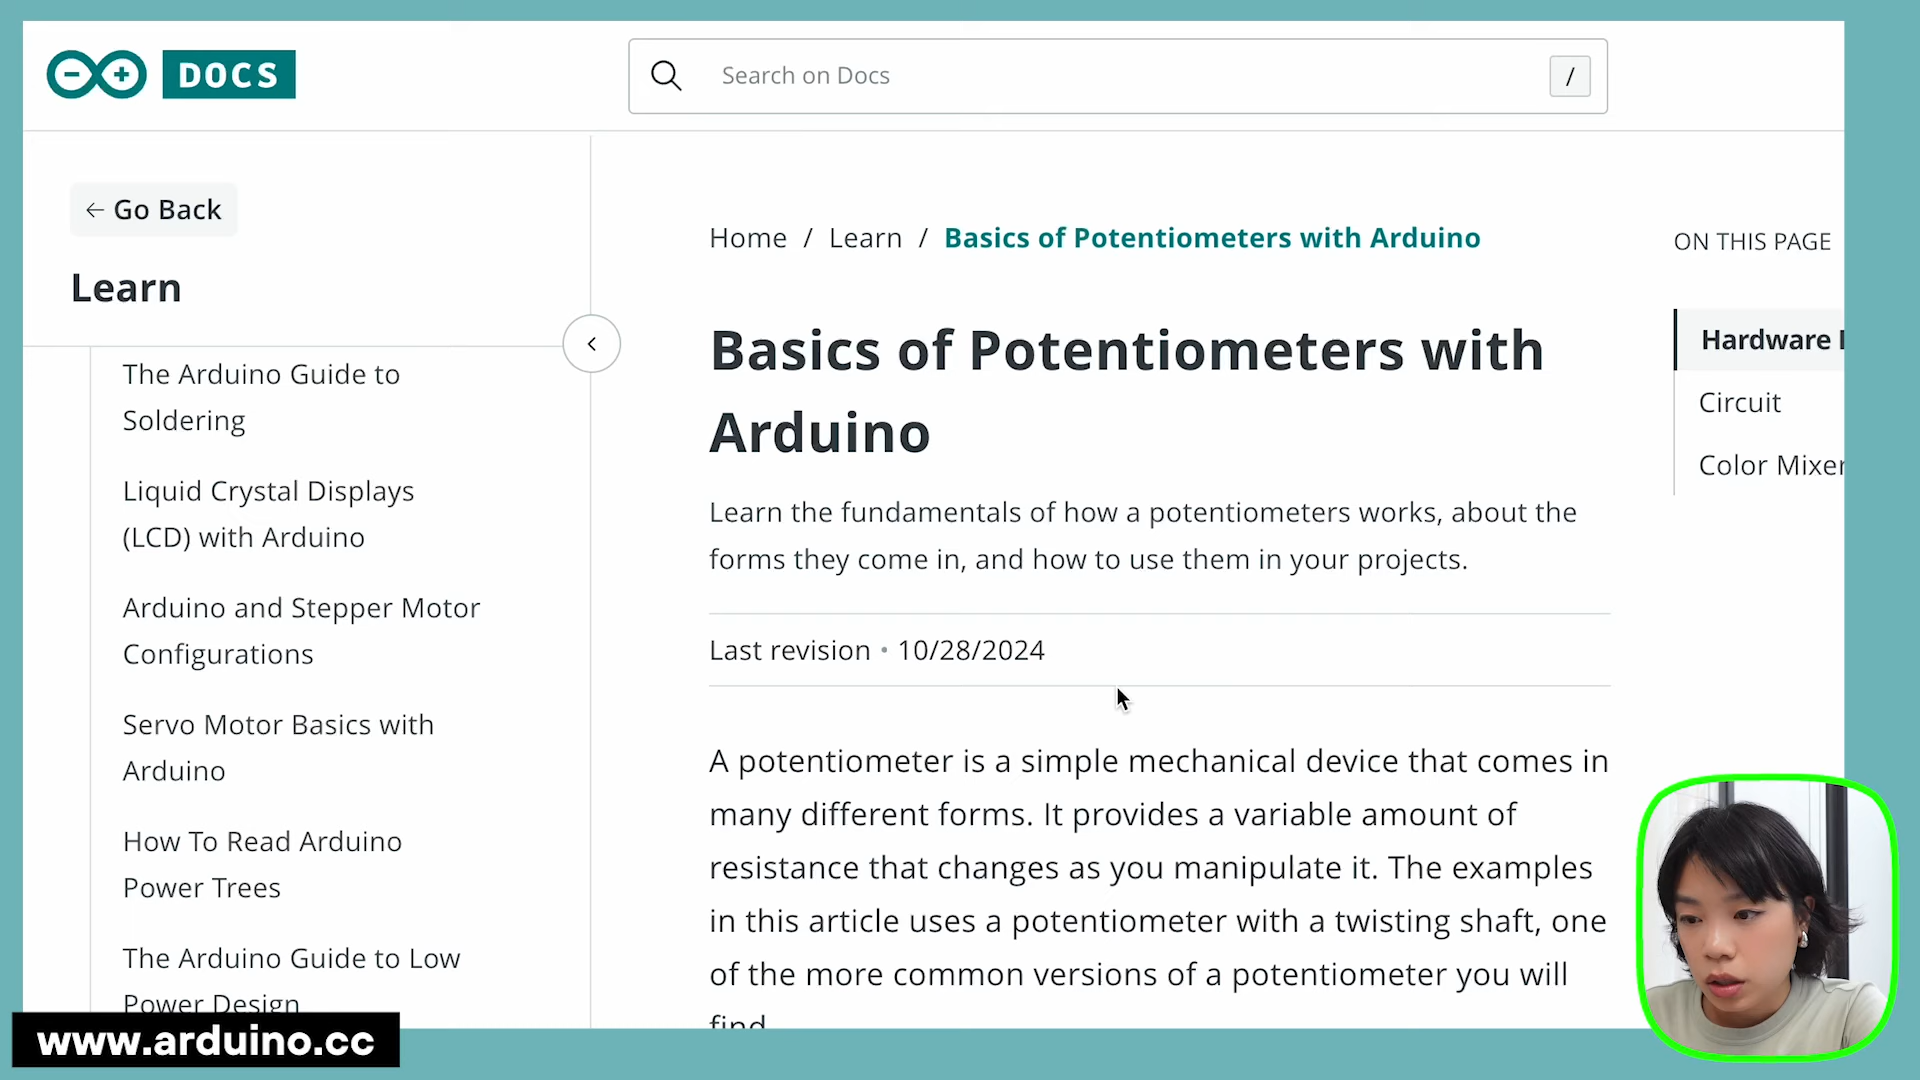 DOCS
Search on Docs
/
← Go Back
Learn
The Arduino Guide to
Soldering
Liquid Crystal Displays
(LCD) with Arduino
Arduino and Stepper Motor
Configurations
Servo Motor Basics with
Arduino
How To Read Arduino
Power Trees
The Arduino Guide to Low
Power Design
Home / Learn / Basics of Potentiometers with Arduino
Basics of Potentiometers with
Arduino
Learn the fundamentals of how a potentiometers works, about the
forms they come in, and how to use them in your projects.
Last revision • 10/28/2024
A potentiometer is a simple mechanical device that comes in
many different forms. It provides a variable amount of
resistance that changes as you manipulate it. The examples
in this article uses a potentiometer with a twisting shaft, one
of the more common versions of a potentiometer you will
find.
ON THIS PAGE
Hardware
Circuit
Color Mixer
www.arduino.cc